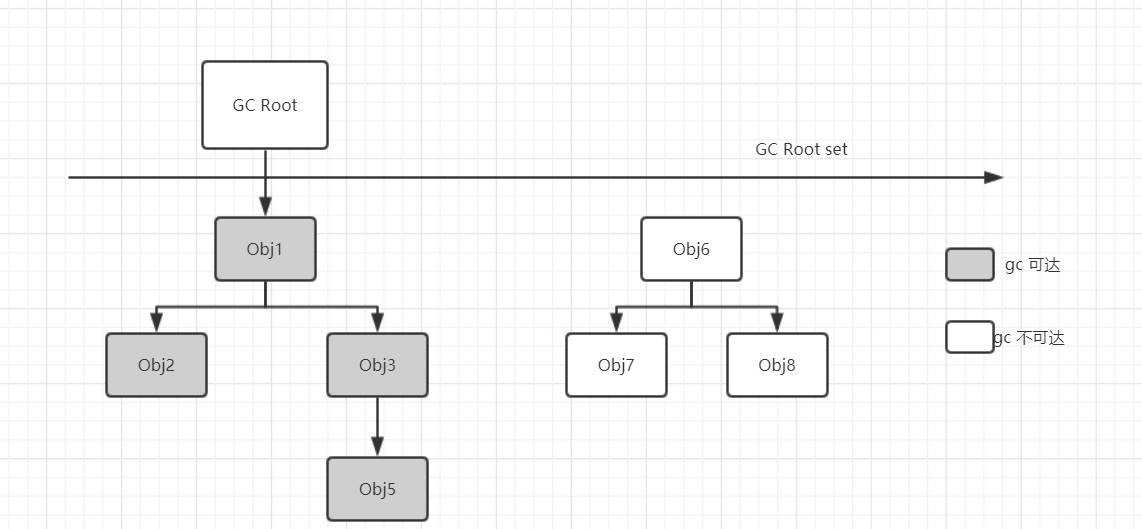 GC Root
GC Root set
Obj1
Obj6
gc 可达
gc 不可达
Obj2
Obj3
Obj7
Obj8
Obj5